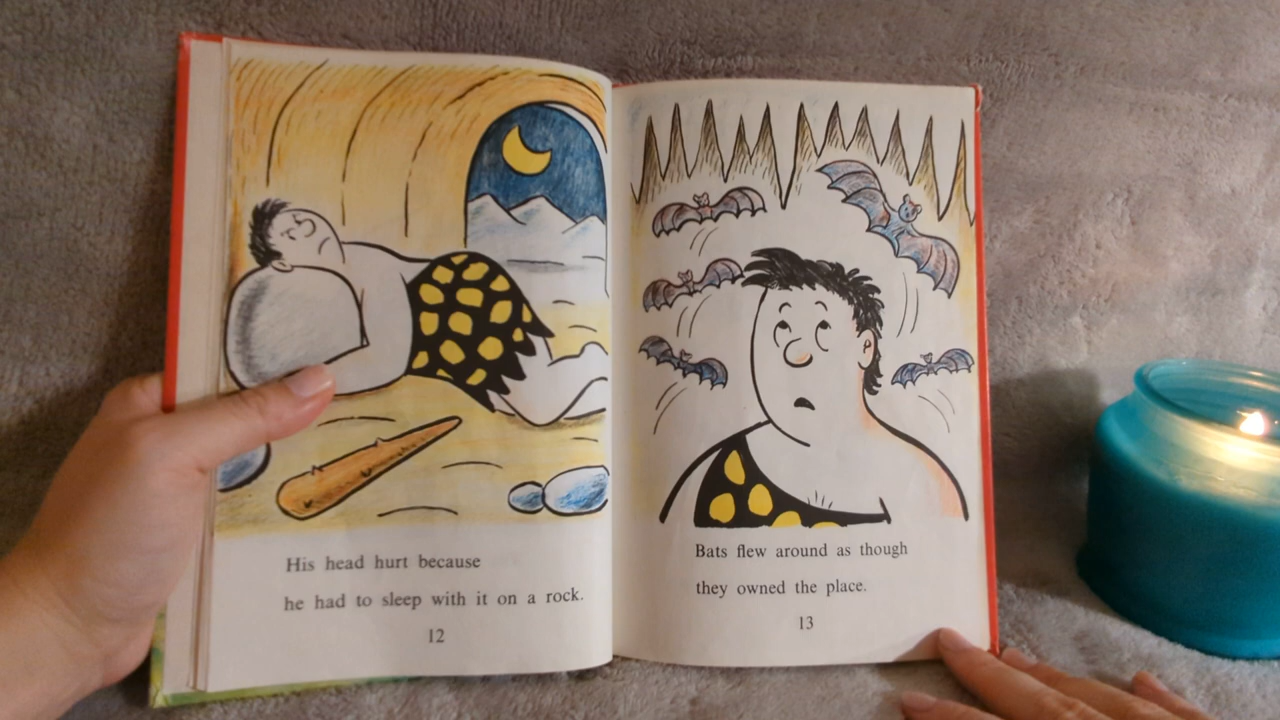 His head hurt because
he had to sleep with it on a rock.
12
Bats flew around as though
they owned the place.
13